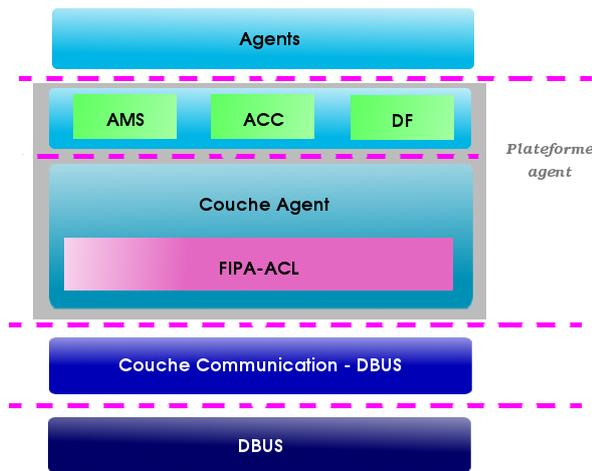 Agents
AMS
ACC
DF
Plateforme
agent
Couche Agent
FIPA-ACL
Couche Communication - DBUS
DBUS